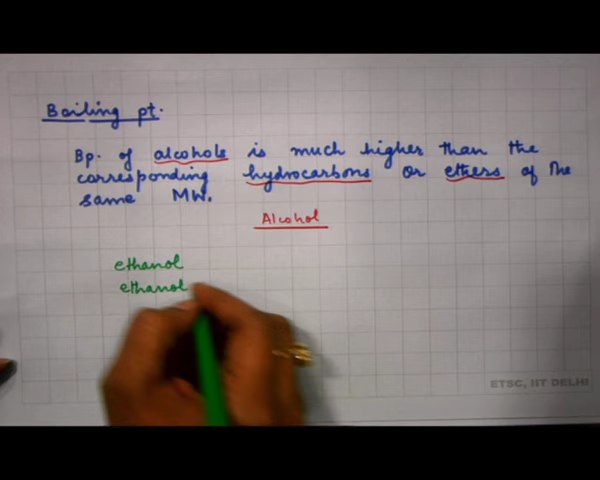 Boiling pt.
Bp. of alcohols is much higher than the
corresponding hydrocarbons or ethers of the
same MW.
Alcohol
ethanol
ethanol
ETSC, IIT DELHI